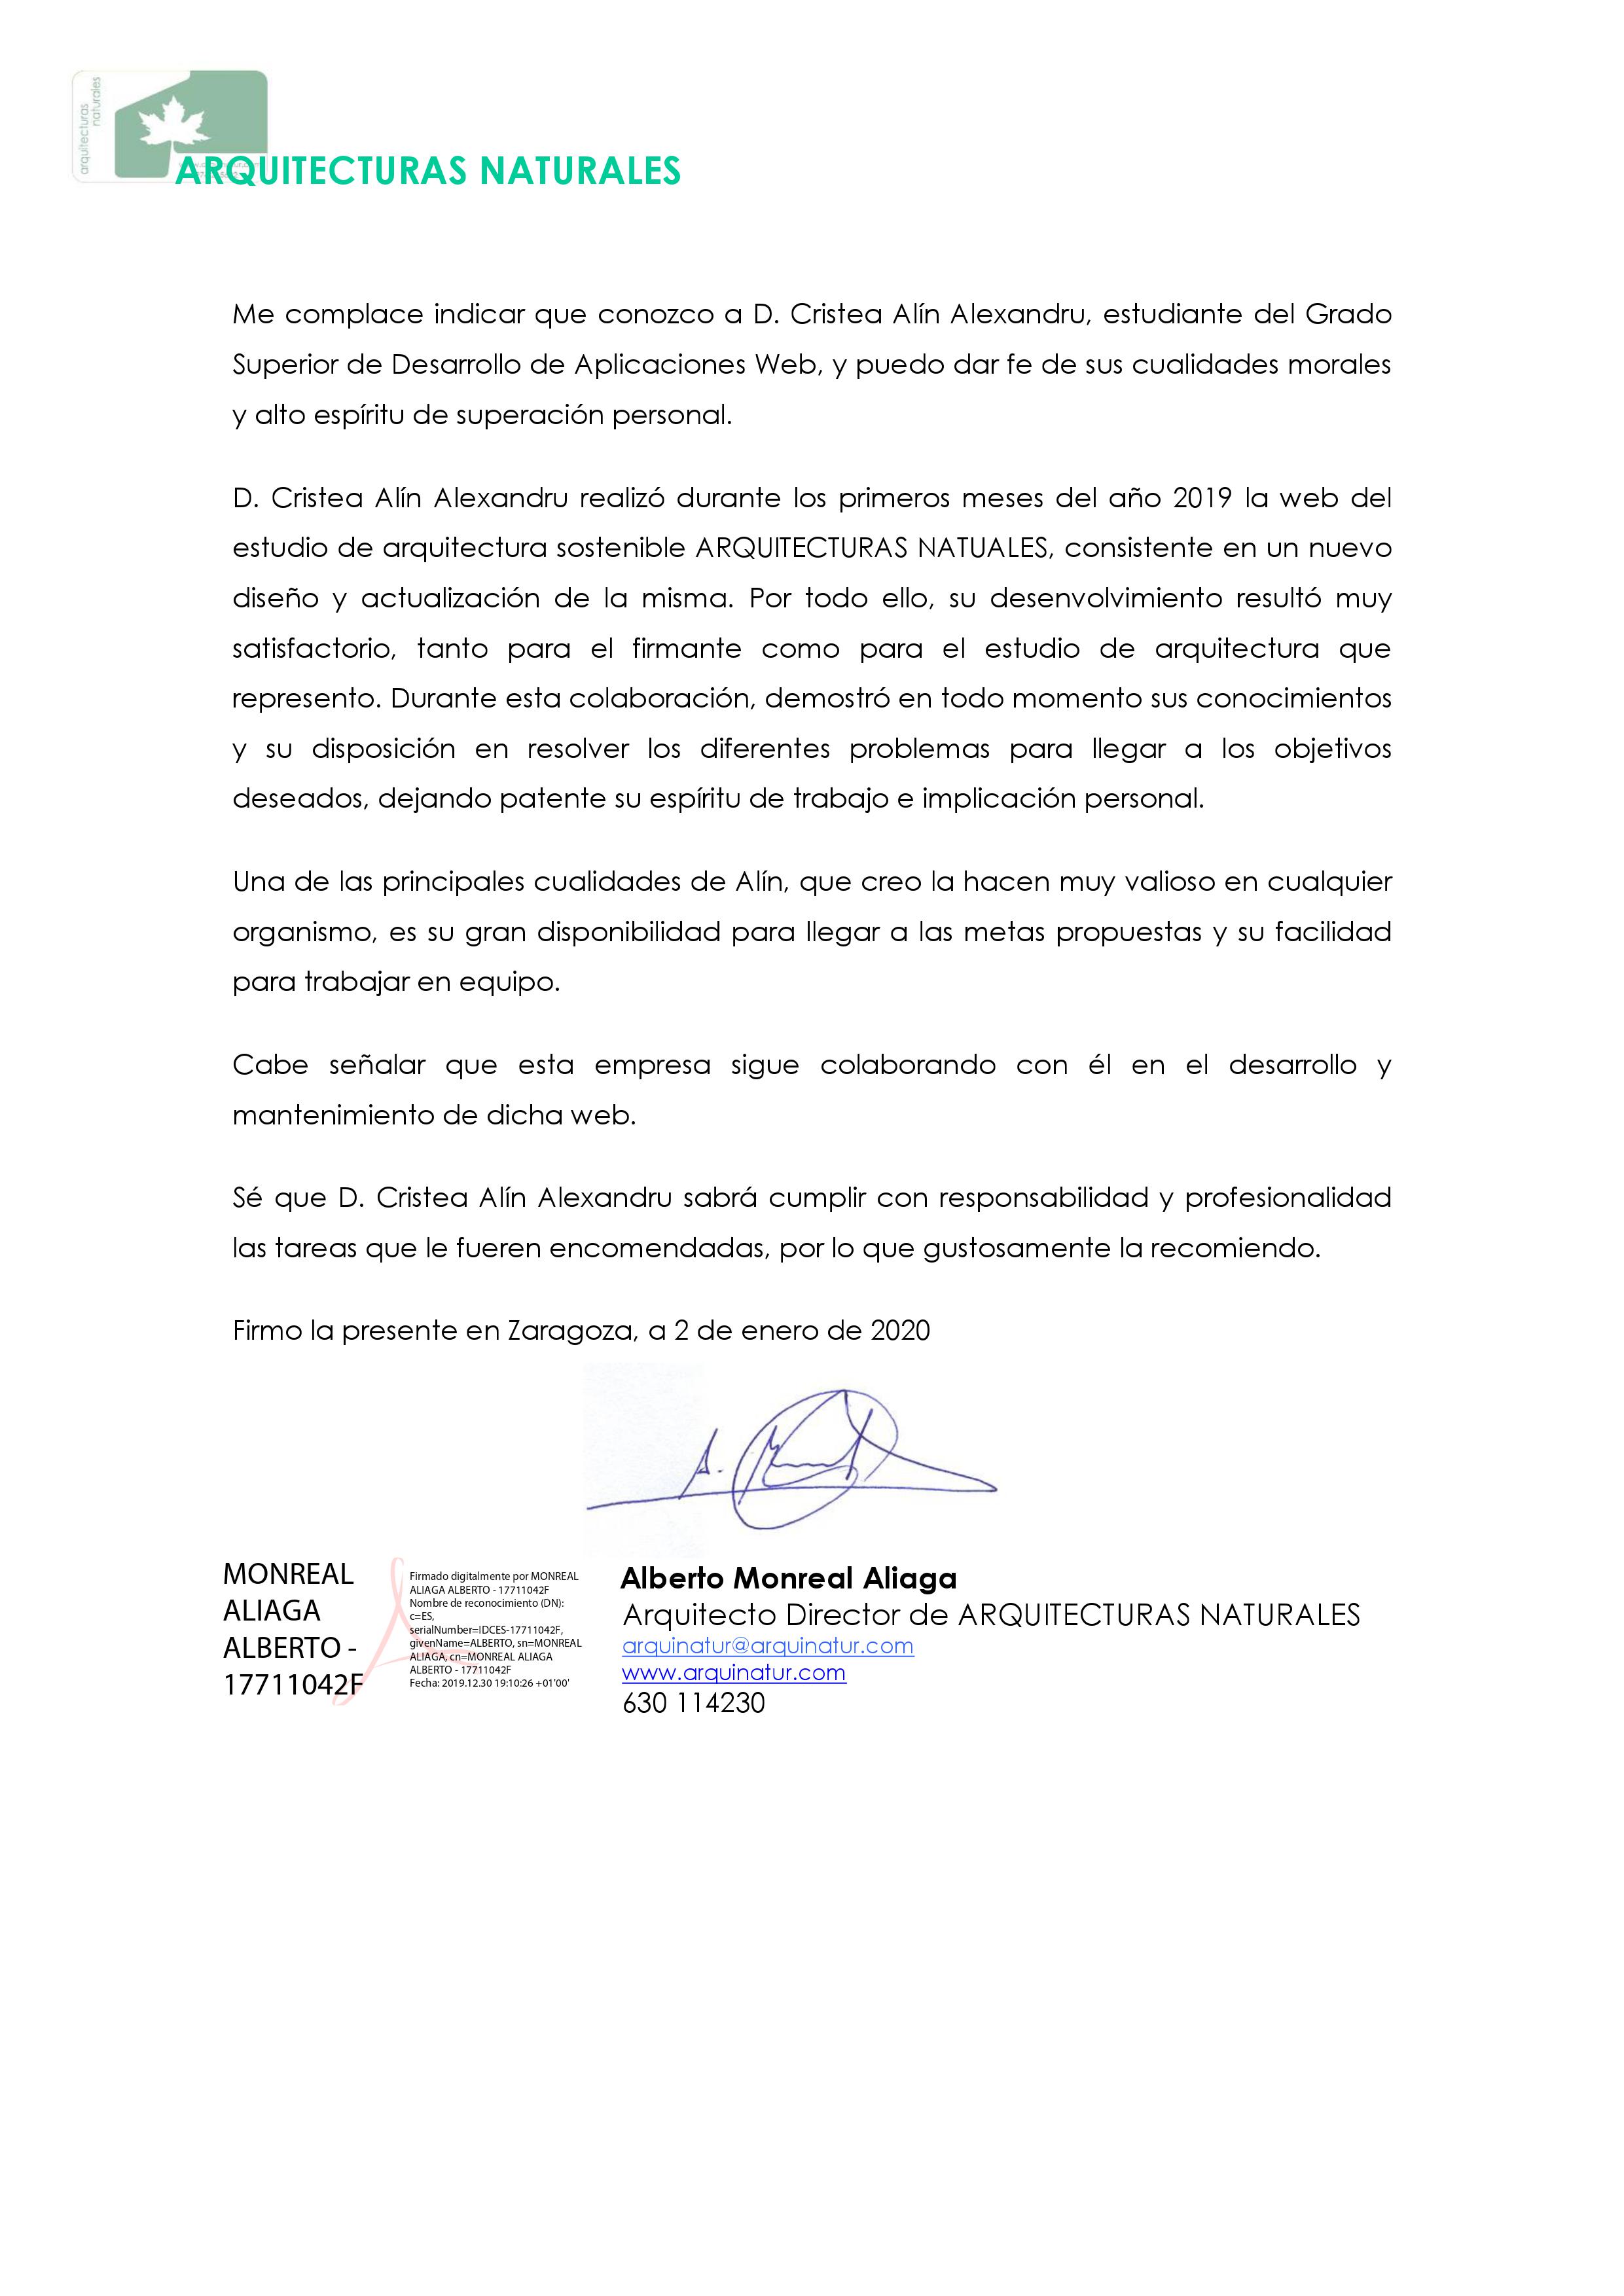 arquitecturas
naturales
ARQUITECTURAS NATURALES
Me complace indicar que conozco a D. Cristea Alín Alexandru, estudiante del Grado
Superior de Desarrollo de Aplicaciones Web, y puedo dar fe de sus cualidades morales
y alto espíritu de superación personal.
D. Cristea Alín Alexandru realizó durante los primeros meses del año 2019 la web del
estudio de arquitectura sostenible ARQUITECTURAS NATUALES, consistente en un nuevo
diseño y actualización de la misma. Por todo ello, su desenvolvimiento resultó muy
satisfactorio, tanto para el firmante como para el estudio de arquitectura que
represento. Durante esta colaboración, demostró en todo momento sus conocimientos
y su disposición en resolver los diferentes problemas para llegar a los objetivos
deseados, dejando patente su espíritu de trabajo e implicación personal.
Una de las principales cualidades de Alín, que creo la hacen muy valioso en cualquier
organismo, es su gran disponibilidad para llegar a las metas propuestas y su facilidad
para trabajar en equipo.
Cabe señalar que esta empresa sigue colaborando con él en el desarrollo y
mantenimiento de dicha web.
Sé que D. Cristea Alín Alexandru sabrá cumplir con responsabilidad y profesionalidad
las tareas que le fueren encomendadas, por lo que gustosamente la recomiendo.
Firmo la presente en Zaragoza, a 2 de enero de 2020
MONREAL
ALIAGA
ALBERTO -
17711042F
Firmado digitalmente por MONREAL
ALIAGA ALBERTO - 17711042F
Nombre de reconocimiento (DN):
c=ES,
serialNumber=IDCES-17711042F,
givenName=ALBERTO, sn=MONREAL
ALIAGA, cn=MONREAL ALIAGA
ALBERTO - 17711042F
Fecha: 2019.12.30 19:10:26 +01'00'
Alberto Monreal Aliaga
Arquitecto Director de ARQUITECTURAS NATURALES
arquinatur@arquinatur.com
www.arquinatur.com
630 114230